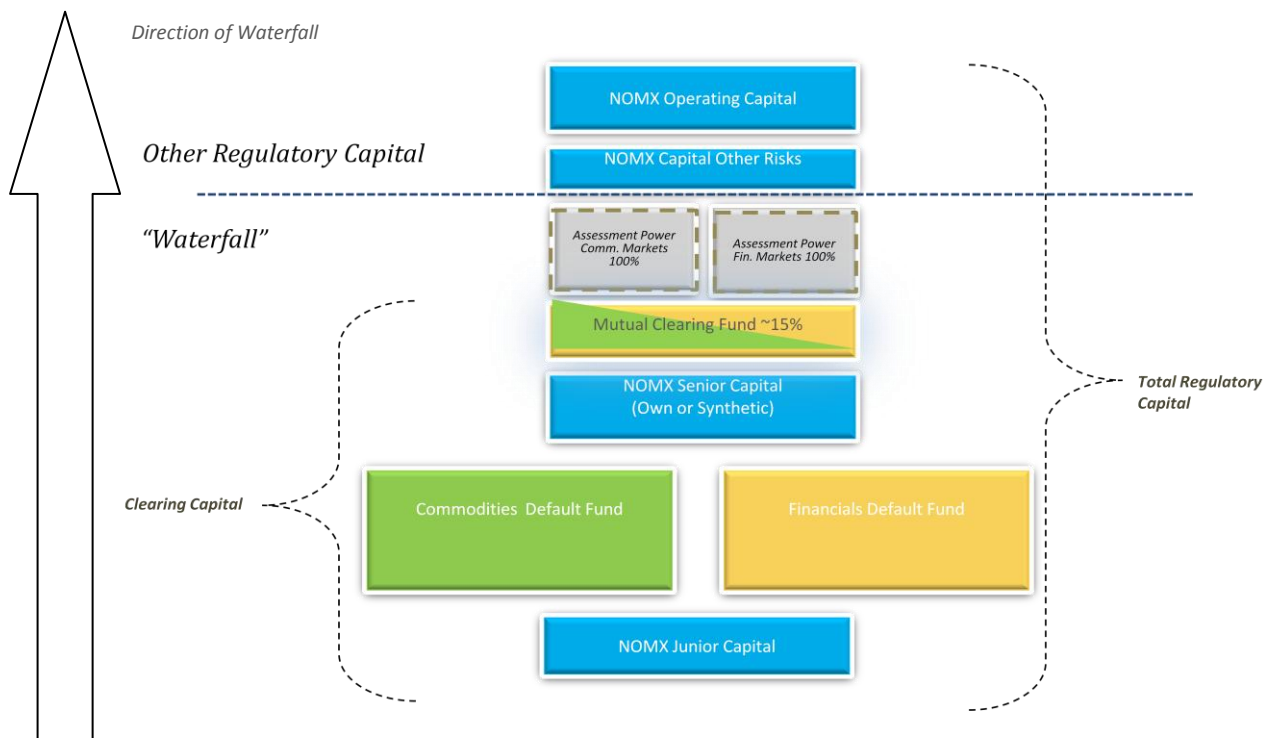 Direction of Waterfall
NOMX Operating Capital
Other Regulatory Capital
NOMX Capital Other Risks
“Waterfall”
Assessment Power
Comm. Markets
100%
Assessment Power
Fin. Markets 100%
Mutual Clearing Fund ~15%
NOMX Senior Capital
(Own or Synthetic)
Total Regulatory
Capital
Clearing Capital
Commodities Default Fund
Financials Default Fund
NOMX Junior Capital